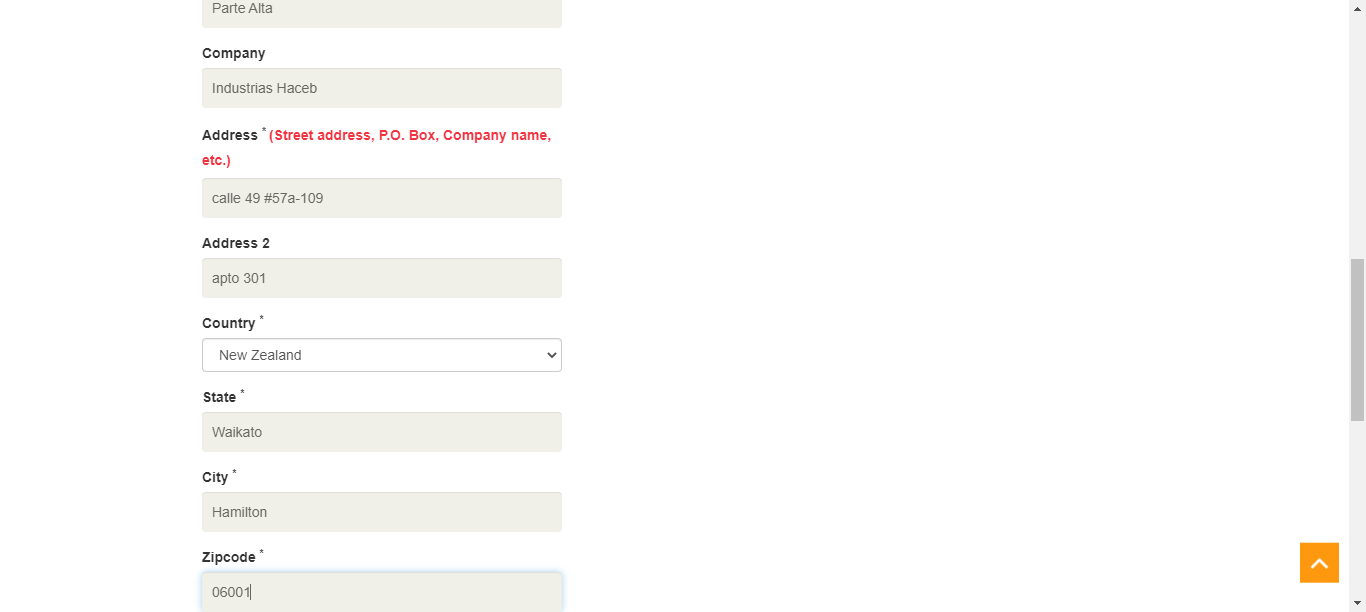 Parte Alta
Company
Industrias Haceb
Address * (Street address, P.O. Box, Company name,
etc.)
calle 49 #57a-109
Address 2
apto 301
Country *
New Zealand
State *
Waikato
City *
Hamilton
Zipcode *
06001